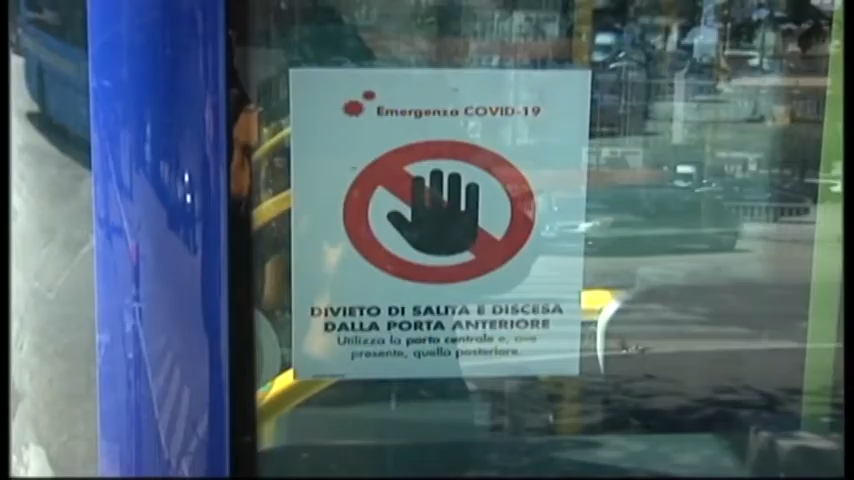 Emergenza COVID-19
DIVIETO DI SALITA E DISCESA
DALLA PORTA ANTERIORE
Utilizza la porta centrale e, ove
presente, quella posteriore.